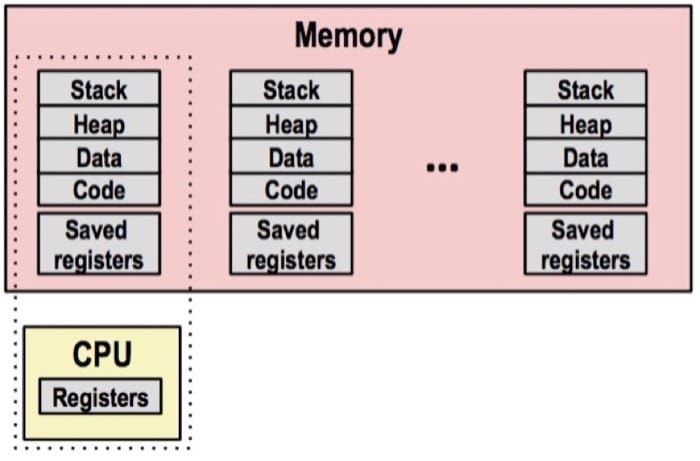 Memory
Stack
Heap
Data
Code
Saved
registers
Stack
Heap
Data
Code
Saved
registers
...
Stack
Heap
Data
Code
Saved
registers
CPU
Registers